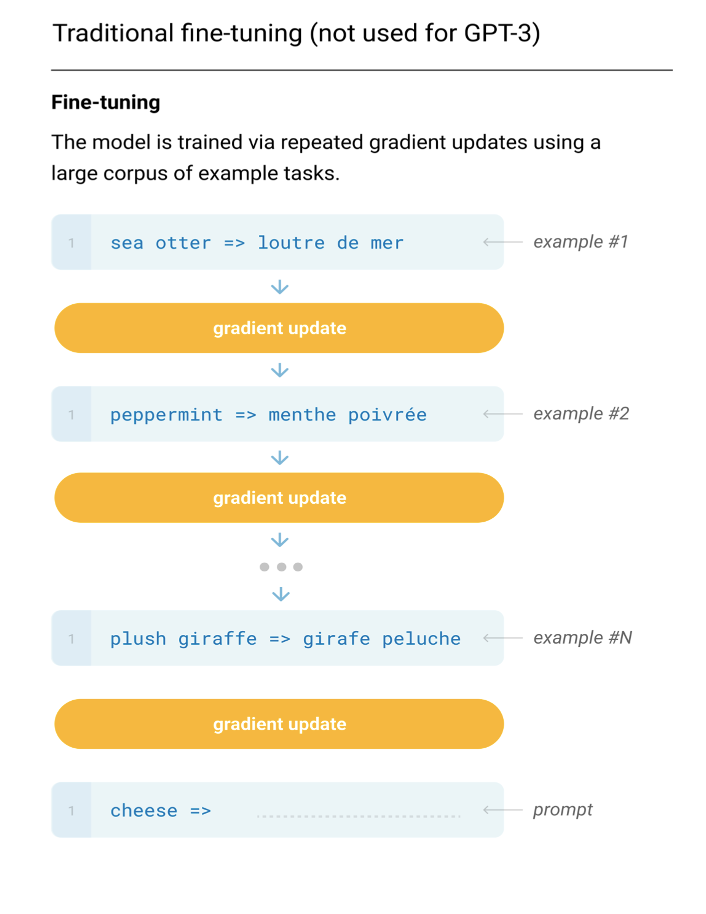 Traditional fine-tuning (not used for GPT-3)
Fine-tuning
The model is trained via repeated gradient updates using a
large corpus of example tasks.
1 sea otter => loutre de mer example #1
gradient update
1 peppermint => menthe poivrée example #2
gradient update
1 plush giraffe => girafe peluche example #N
gradient update
1 cheese => prompt